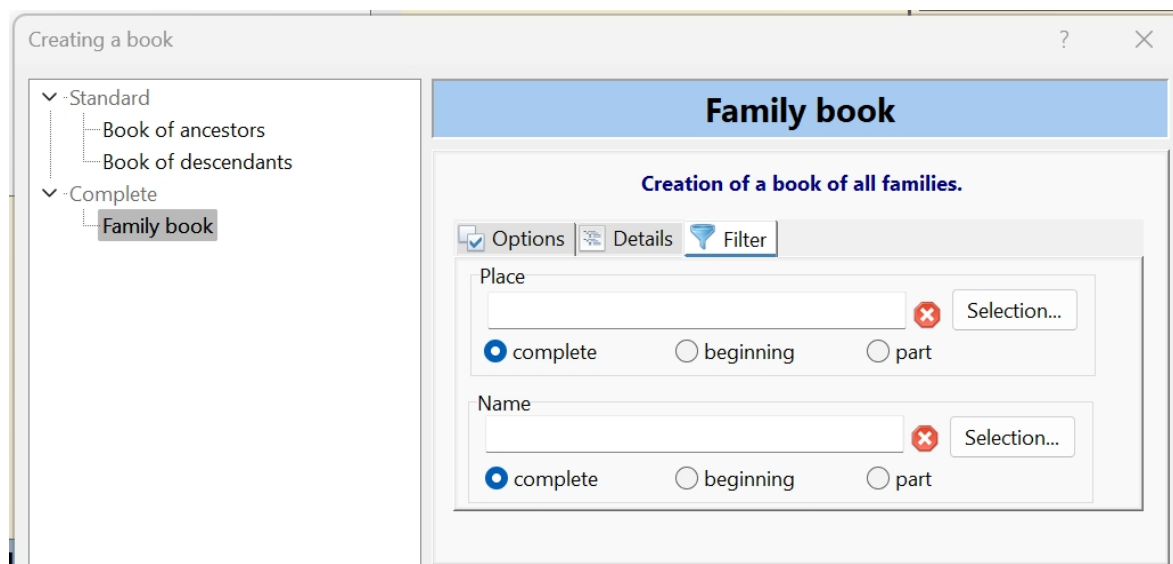 Creating a book
?
Standard
Book of ancestors
Book of descendants
Complete
Family book
Family book
Creation of a book of all families.
Options Details Filter
Place
Selection...
complete beginning part
Name
Selection...
complete beginning part